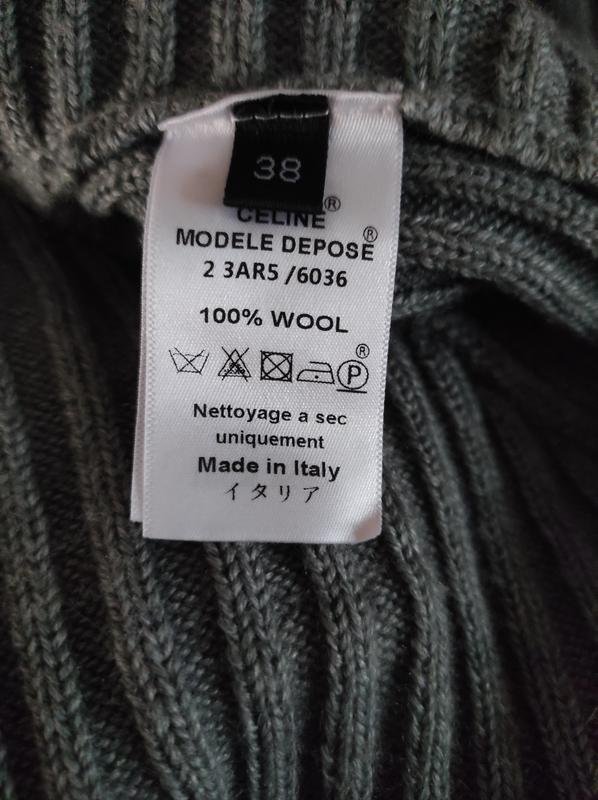 38
CELINE®
MODELE DEPOSE®
2 3AR5 /6036
100% WOOL
® P
Nettoyage a sec
uniquement
Made in Italy
イタリア